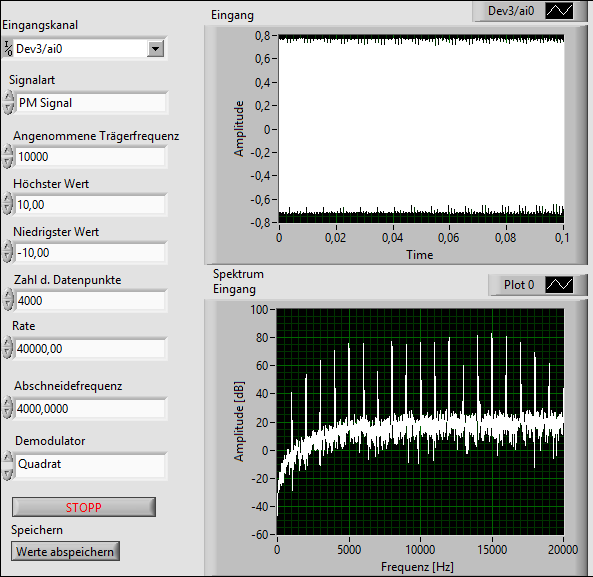 Eingangskanal
I/O Dev3/ai0
Signalart
PM Signal
Angenommene Trägerfrequenz
10000
Höchster Wert
10,00
Niedrigster Wert
-10,00
Zahl d. Datenpunkte
4000
Rate
40000,00
Abschneidefrequenz
4000,0000
Demodulator
Quadrat
STOPP
Speichern
Werte abspeichern
Eingang
Dev3/ai0
Amplitude
0,8
0,6
0,4
0,2
0
-0,2
-0,4
-0,6
-0,8
0 0,02 0,04 0,06 0,08 0,1
Time
Spektrum
Eingang
Plot 0
Amplitude [dB]
100
80
60
40
20
0
-20
-40
-60
0 5000 10000 15000 20000
Frequenz [Hz]